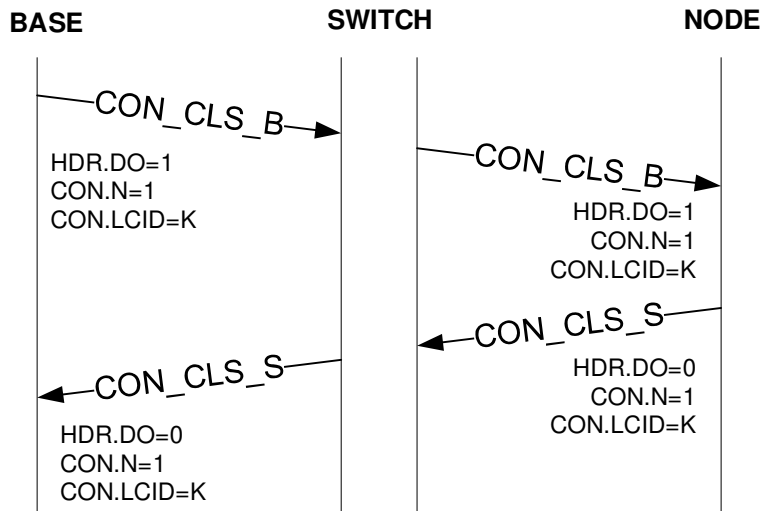 BASE
SWITCH
NODE
CON_CLS_B
HDR.DO=1
CON.N=1
CON.LCID=K
CON_CLS_B
HDR.DO=1
CON.N=1
CON.LCID=K
CON_CLS_S
HDR.DO=0
CON.N=1
CON.LCID=K
CON_CLS_S
HDR.DO=0
CON.N=1
CON.LCID=K